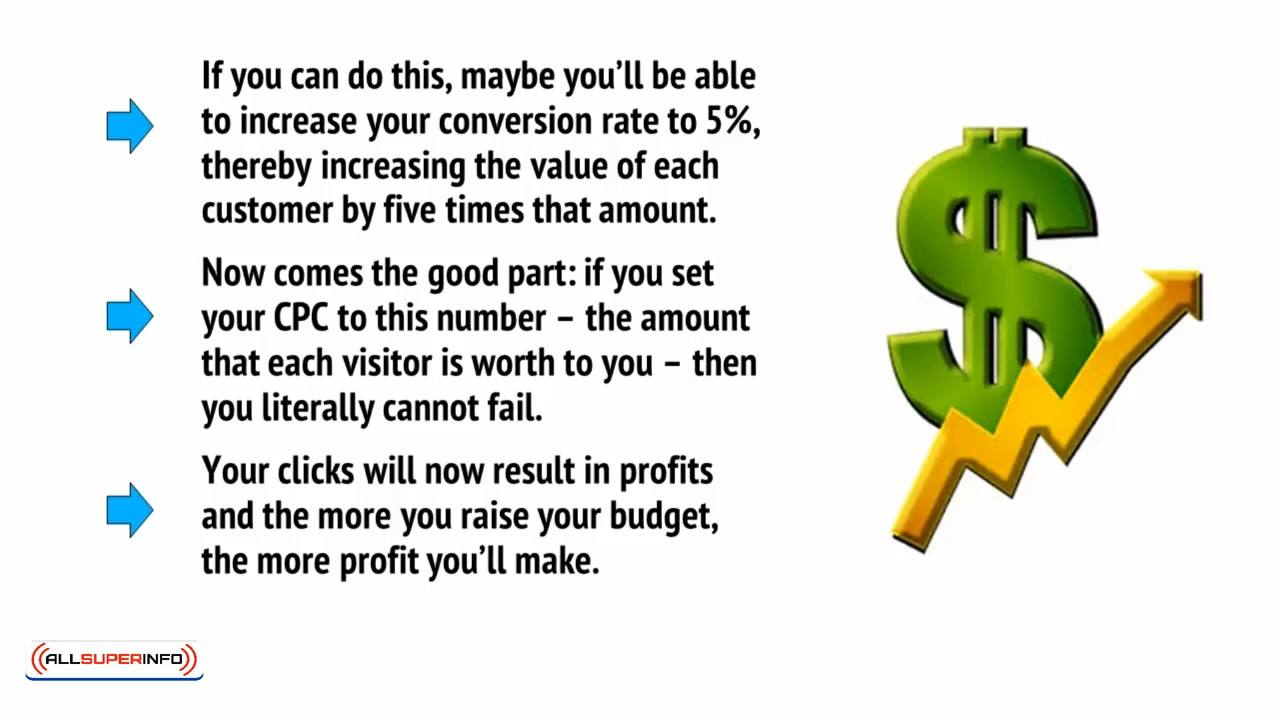 If you can do this, maybe you’ll be able
to increase your conversion rate to 5%,
thereby increasing the value of each
customer by five times that amount.
Now comes the good part: if you set
your CPC to this number – the amount
that each visitor is worth to you – then
you literally cannot fail.
Your clicks will now result in profits
and the more you raise your budget,
the more profit you’ll make.
ALLSUPERINFO